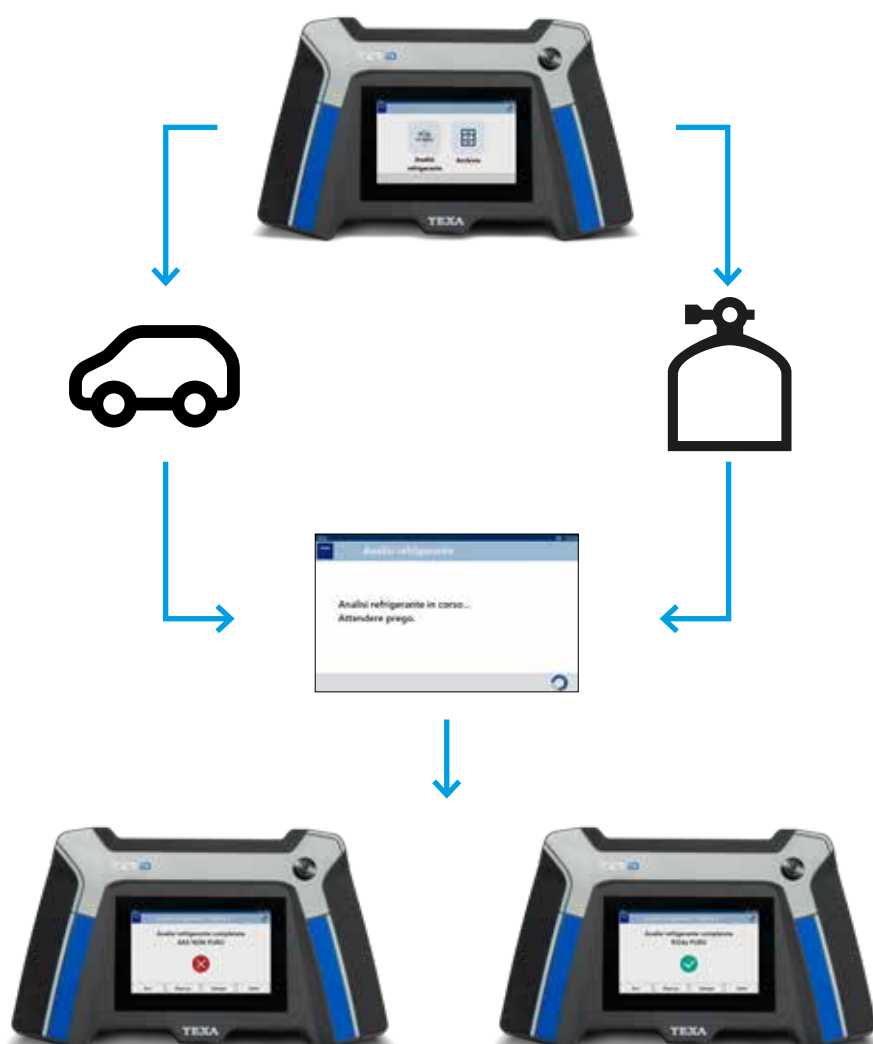 Analisi
refrigerante
Archivio
TEXA
Analisi refrigerante
Analisi refrigerante in corso...
Attendere prego.
Analisi refrigerante completata
GAS NON PURO
TEXA
Analisi refrigerante completata
R134a PURO
TEXA